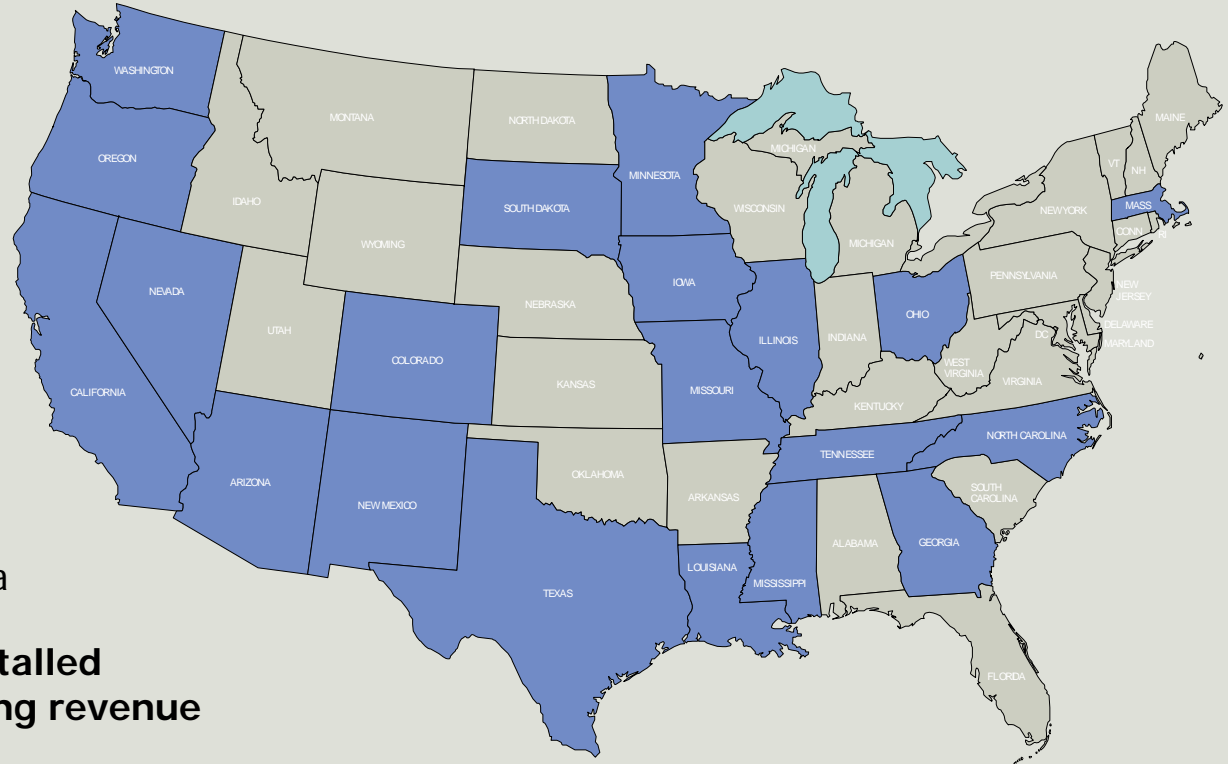 WASHINGTON
MONTANA
NORTH DAKOTA
MAINE
OREGON
MINNESOTA
MICHIGAN
VT
NH
IDAHO
SOUTH DAKOTA
WISCONSIN
NEW YORK
MASS
WYOMING
MICHIGAN
CONN
RI
NEVADA
IOWA
PENNSYLVANIA
NEBRASKA
NEW
JERSEY
UTAH
COLORADO
ILLINOIS
INDIANA
OHIO
DELAWARE
DC
MARYLAND
CALIFORNIA
KANSAS
MISSOURI
WEST
VIRGINIA
VIRGINIA
KENTUCKY
NORTH CAROLINA
TENNESSEE
ARIZONA
NEW MEXICO
OKLAHOMA
ARKANSAS
SOUTH
CAROLINA
ALABAMA
GEORGIA
LOUISIANA
MISSISSIPPI
TEXAS
FLORIDA
a
talled
ng revenue